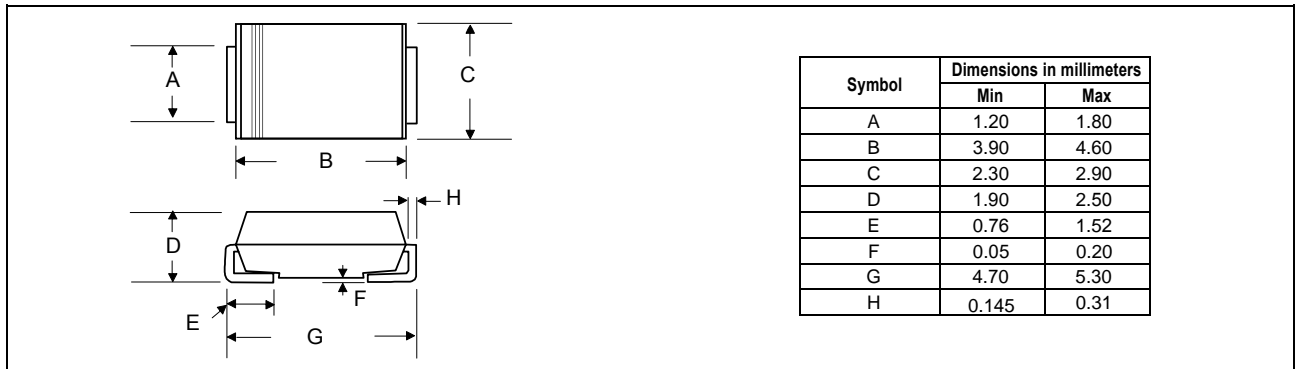 A
C
B
H
D
F
E
G
Symbol Dimensions in millimeters
Min Max
A 1.20 1.80
B 3.90 4.60
C 2.30 2.90
D 1.90 2.50
E 0.76 1.52
F 0.05 0.20
G 4.70 5.30
H 0.145 0.31